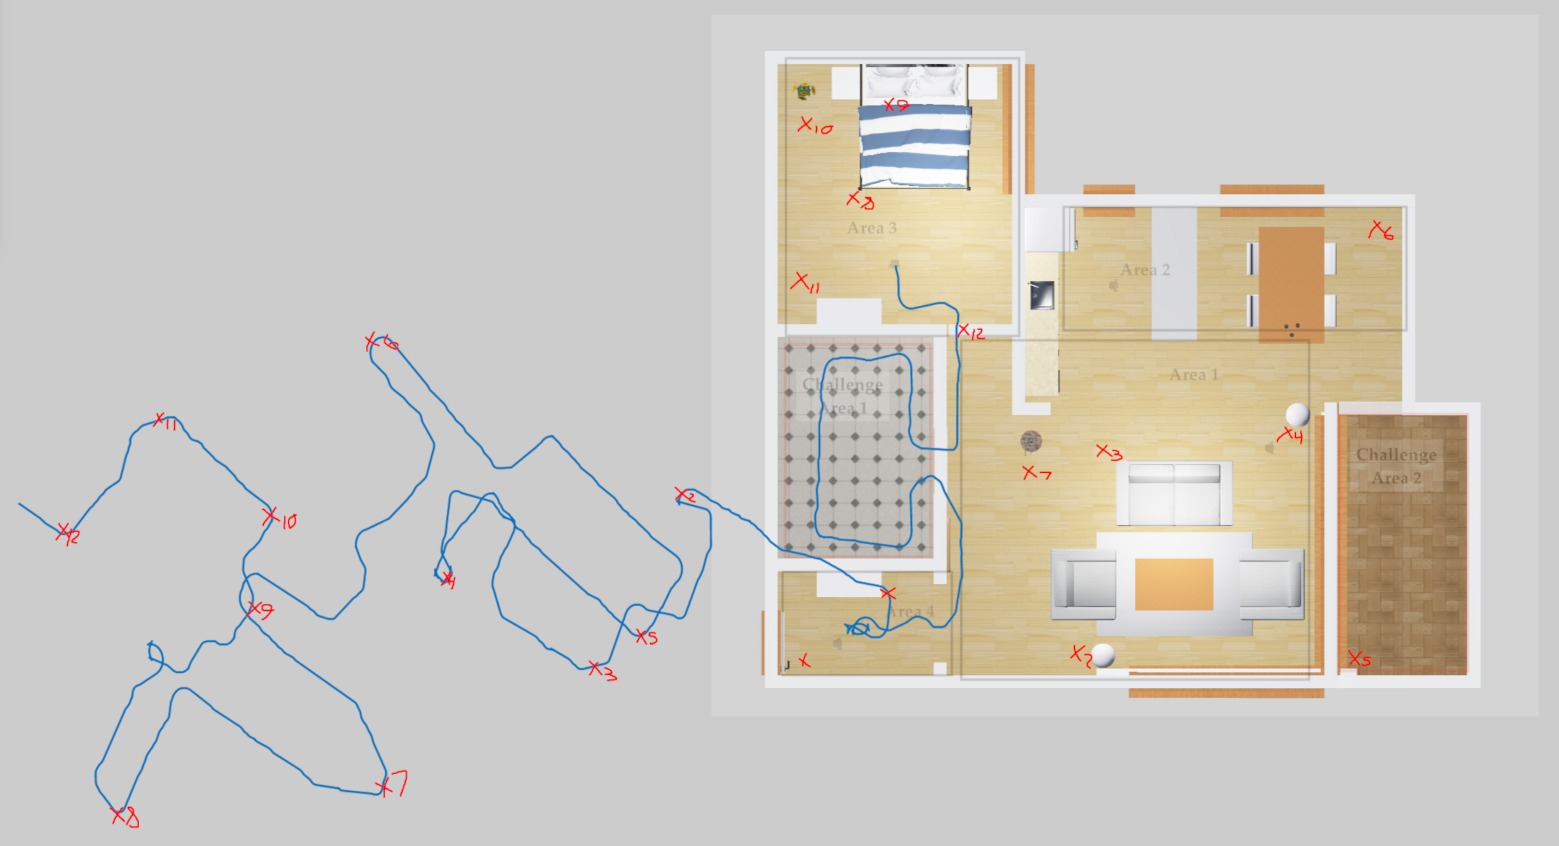 X9
X10
X8
Area 3
X6
Area 2
X11
X12
X6
Challenge
Area 1
Area 1
X11
X4
X3
Challenge
Area 2
X7
X2
X10
X12
X4
X9
X
Area 4
X5
X3
X2
X
X5
X7
X8